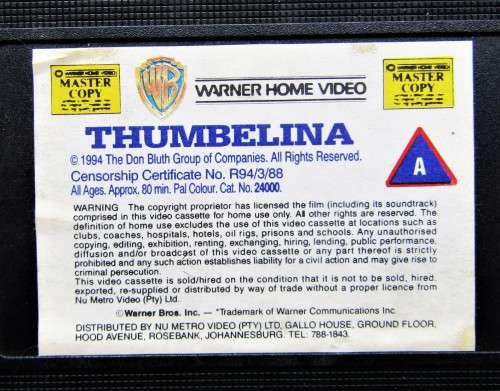 © WARNER HOME VIDEO
MASTER
COPY
WB
WARNER HOME VIDEO
© WARNER HOME VIDEO
MASTER
COPY
THUMBELINA
© 1994 The Don Bluth Group of Companies. All Rights Reserved.
Censorship Certificate No. R94/3/88
All Ages. Approx. 80 min. Pal Colour. Cat. No. 24000.
A
WARNING The copyright proprietor has licensed the film (including its soundtrack)
comprised in this video cassette for home use only. All other rights are reserved. The
definition of home use excludes the use of this video cassette at locations such as
clubs, coaches, hospitals, hotels, oil rigs, prisons and schools. Any unauthorised
copying, editing, exhibition, renting, exchanging, hiring, lending, public performance,
diffusion and/or broadcast of this video cassette or any part thereof is strictly
prohibited and any such action establishes liability for a civil action and may give rise to
criminal persecution.
This video cassette is sold/hired on the condition that it is not to be sold, hired,
exported, re-supplied or distributed by way of trade without a proper licence from
Nu Metro Video (Pty) Ltd.
©Warner Bros. Inc. — *Trademark of Warner Communications Inc.
DISTRIBUTED BY NU METRO VIDEO (PTY) LTD, GALLO HOUSE, GROUND FLOOR,
HOOD AVENUE, ROSEBANK, JOHANNESBURG. TEL: 788-1843.